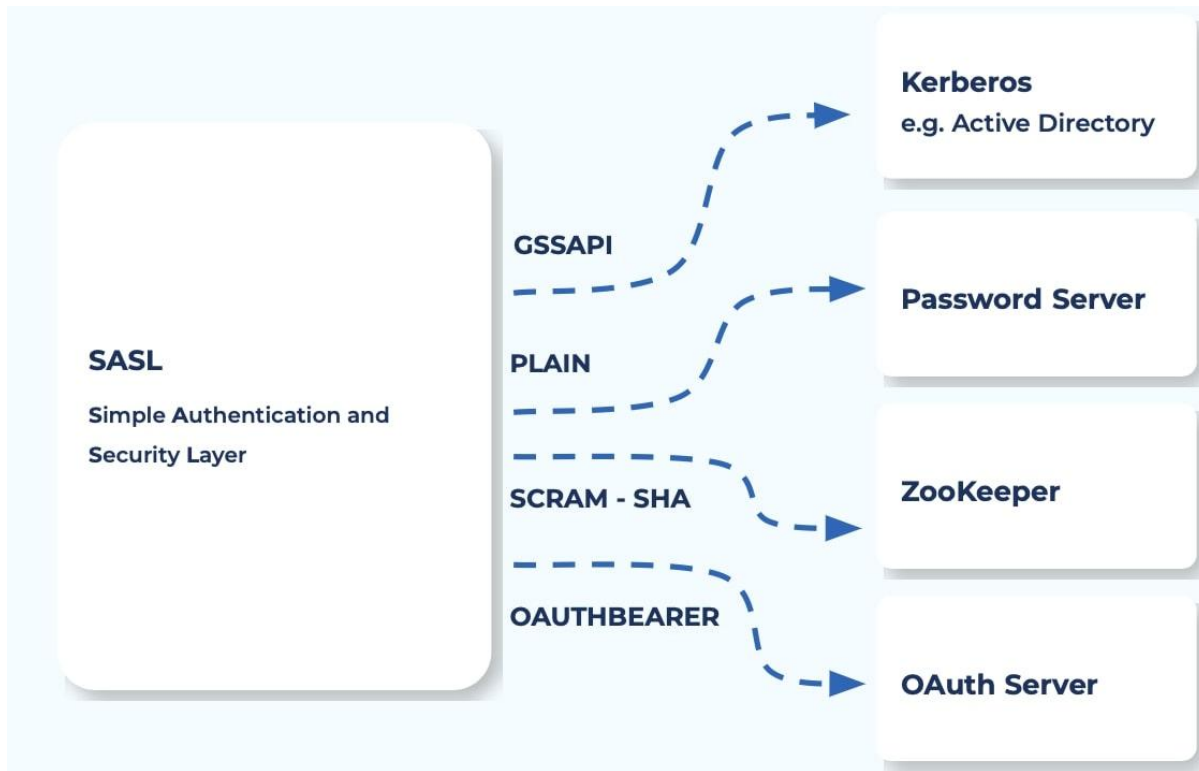 SASL
Simple Authentication and
Security Layer
GSSAPI
PLAIN
SCRAM - SHA
OAUTHBEARER
Kerberos
e.g. Active Directory
Password Server
ZooKeeper
OAuth Server